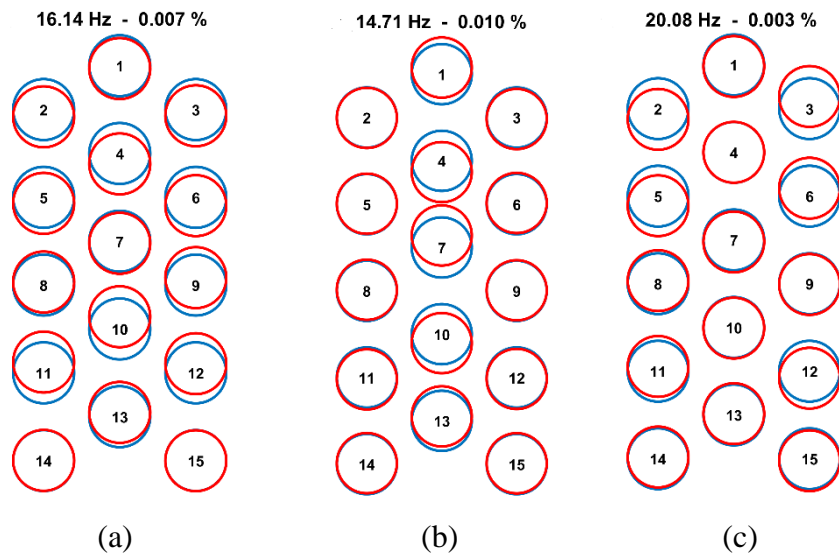 16.14 Hz - 0.007 % 14.71 Hz - 0.010 % 20.08 Hz - 0.003 %
1 1 1
2 3 2 3 2 3
4 4 4
5 6 5 6 5 6
7 7 7
8 9 8 9 8 9
10 10 10
11 12 11 12 11 12
13 13 13
14 15 14 15 14 15
(a) (b) (c)